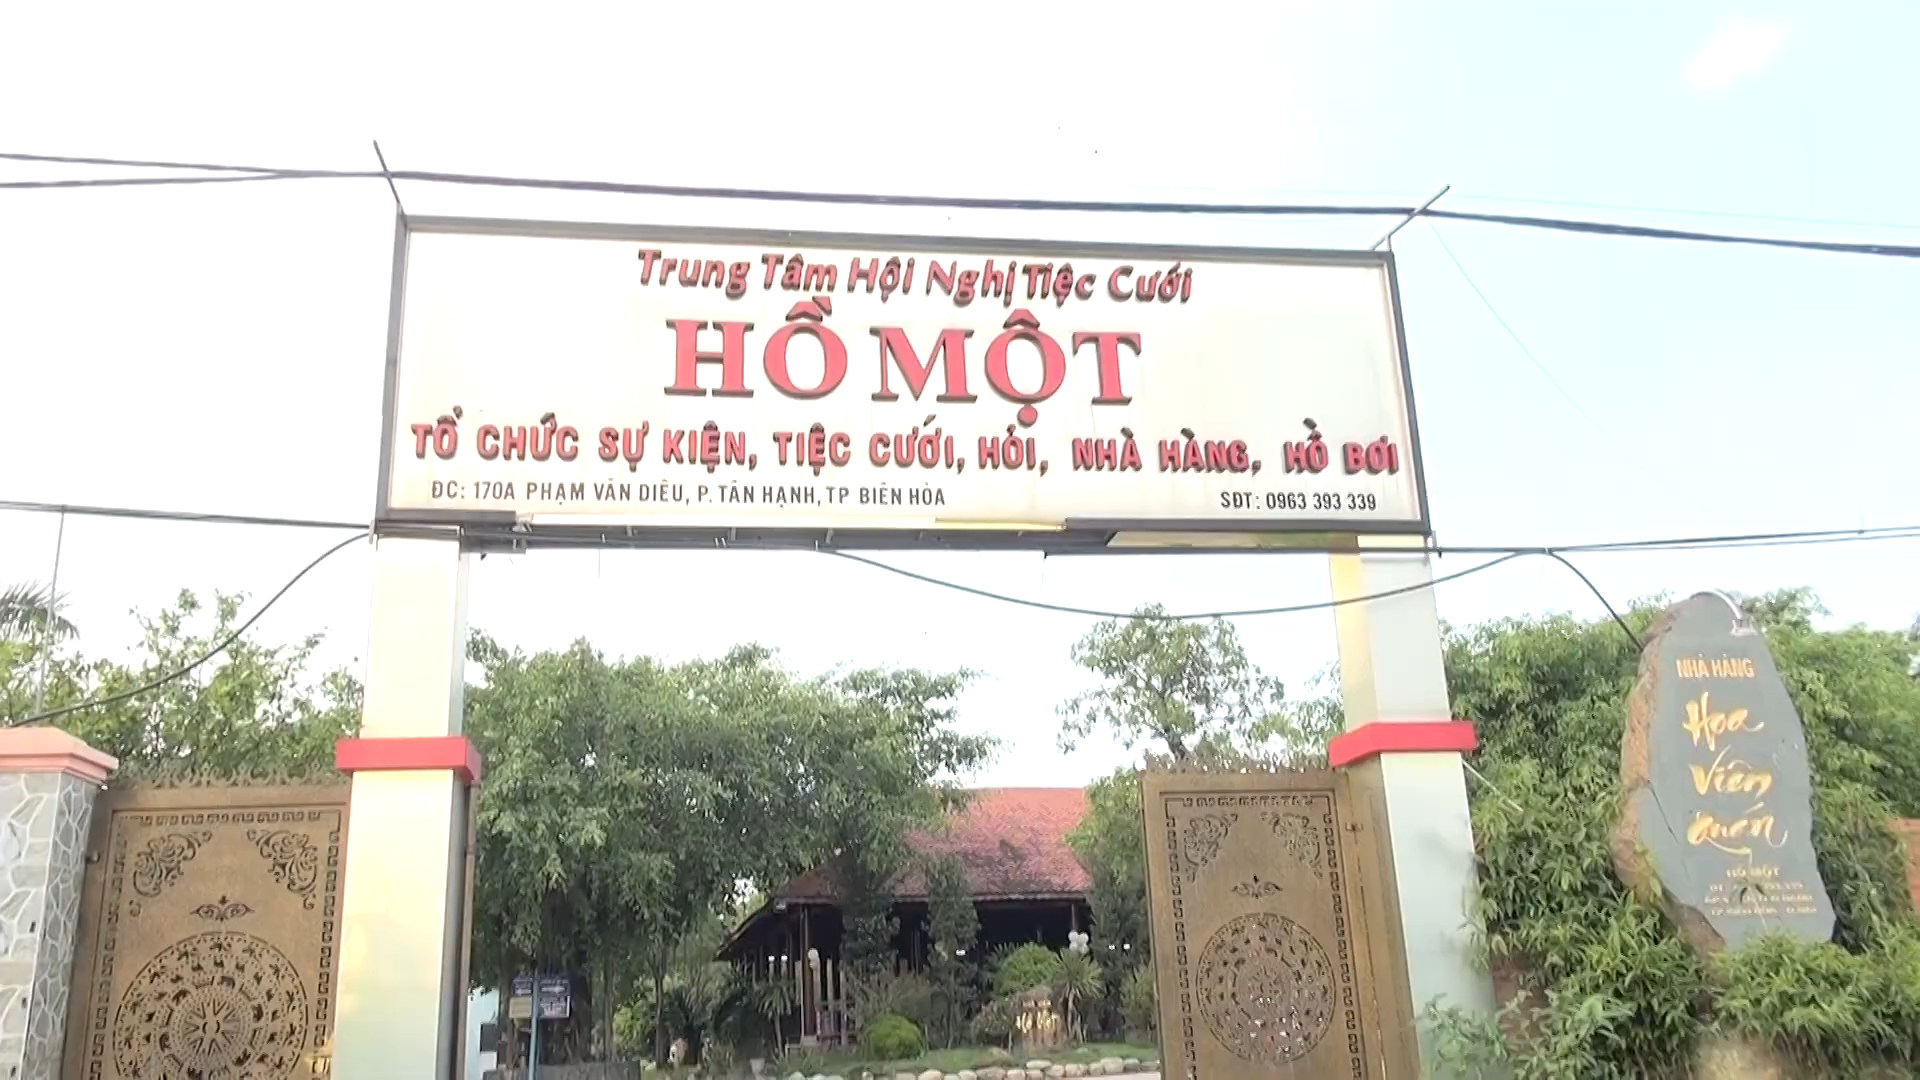 Trung Tâm Hội Nghị Tiệc Cưới
HỒ MỘT
TỔ CHỨC SỰ KIỆN, TIỆC CƯỚI, HỎI, NHÀ HÀNG, HỒ BƠI
ĐC: 170A PHẠM VĂN DIÊU, P. TÂN HẠNH, TP BIÊN HÒA
SĐT: 0963 393 339
NHÀ HÀNG
Hoa
Viên
Quán
HỒ MỘT